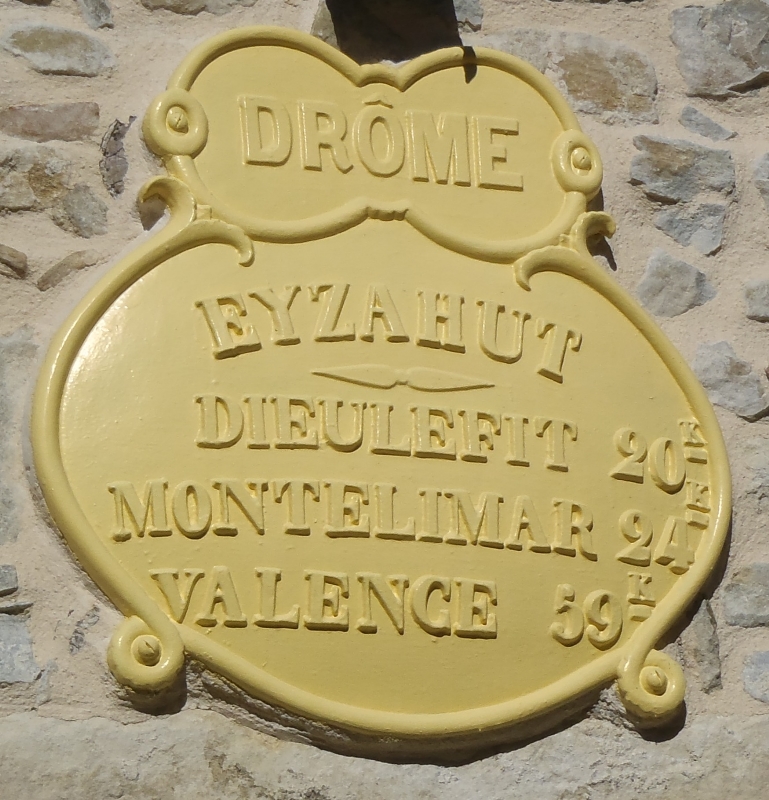 DRÔME
EYZAHUT
DIEULEFIT 20K
MONTELIMAR 24K
VALENCE 59K